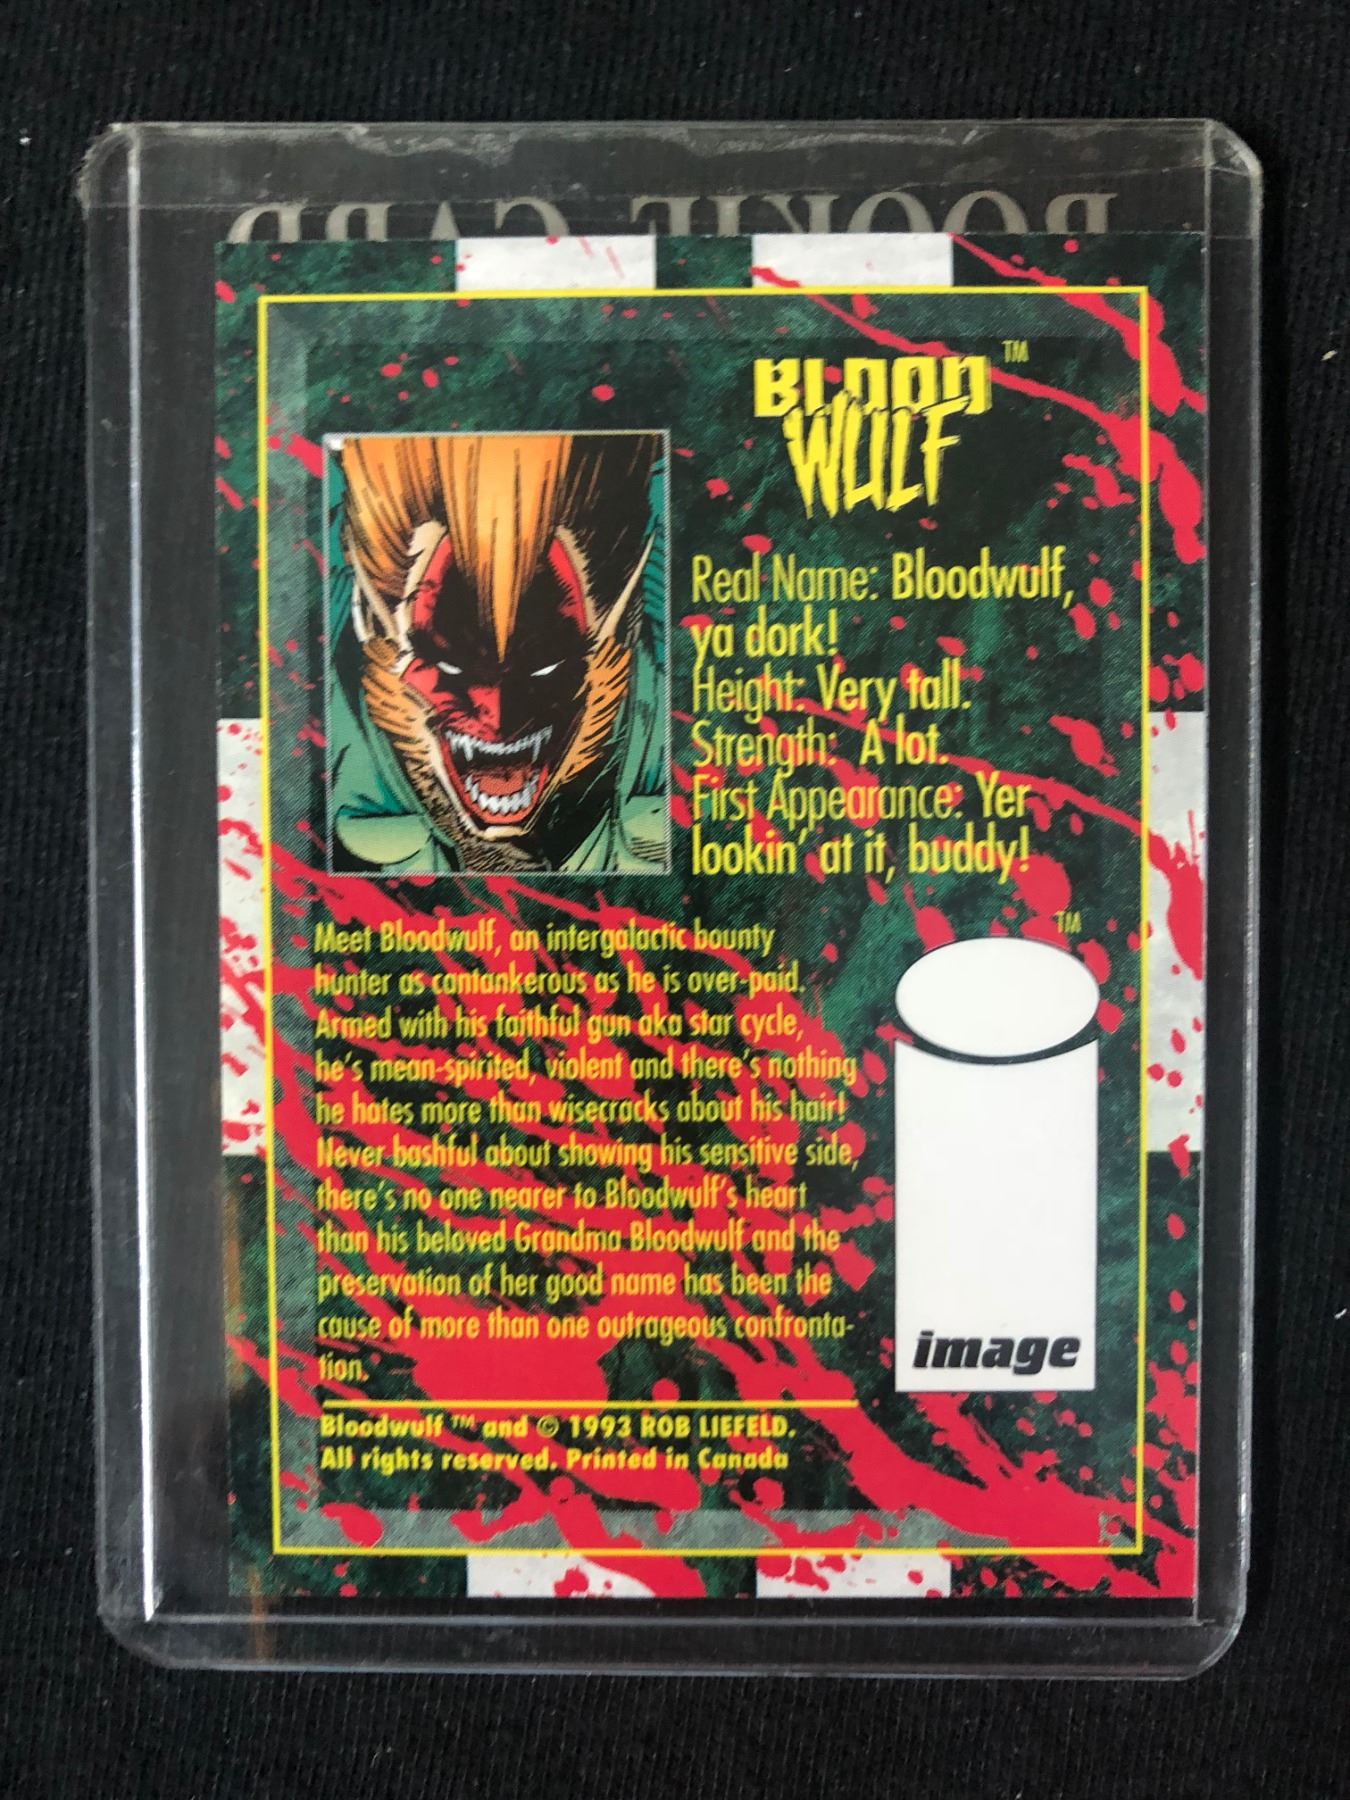 ROOKIE CARD
BLOOD ™
WULF
Real Name: Bloodwulf,
ya dork!
Height: Very tall.
Strength: A lot.
First Appearance: Yer
lookin' at it, buddy!
Meet Bloodwulf, an intergalactic bounty
hunter as cantankerous as he is over-paid.
Armed with his faithful gun aka star cycle,
he's mean-spirited, violent and there's nothing
he hates more than wisecracks about his hair!
Never bashful about showing his sensitive side,
there's no one nearer to Bloodwulf's heart
than his beloved Grandma Bloodwulf and the
preservation of her good name has been the
cause of more than one outrageous confronta-
tion.
TM
image
Bloodwulf ™ and © 1993 ROB LIEFELD.
All rights reserved. Printed in Canada